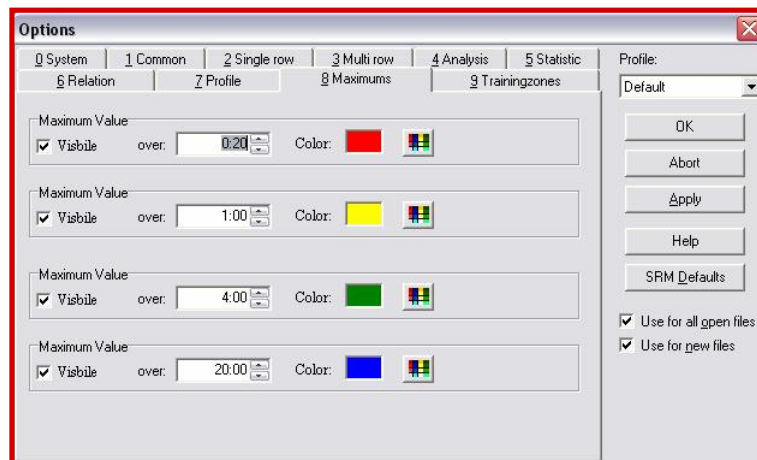 Options
0 System 1 Common 2 Single row 3 Multi row 4 Analysis 5 Statistic
6 Relation 7 Profile 8 Maximums 9 Trainingzones
Maximum Value
Visbile over: 0:20 Color:
Maximum Value
Visbile over: 1:00 Color:
Maximum Value
Visbile over: 4:00 Color:
Maximum Value
Visbile over: 20:00 Color:
Profile:
Default
OK
Abort
Apply
Help
SRM Defaults
Use for all open files
Use for new files